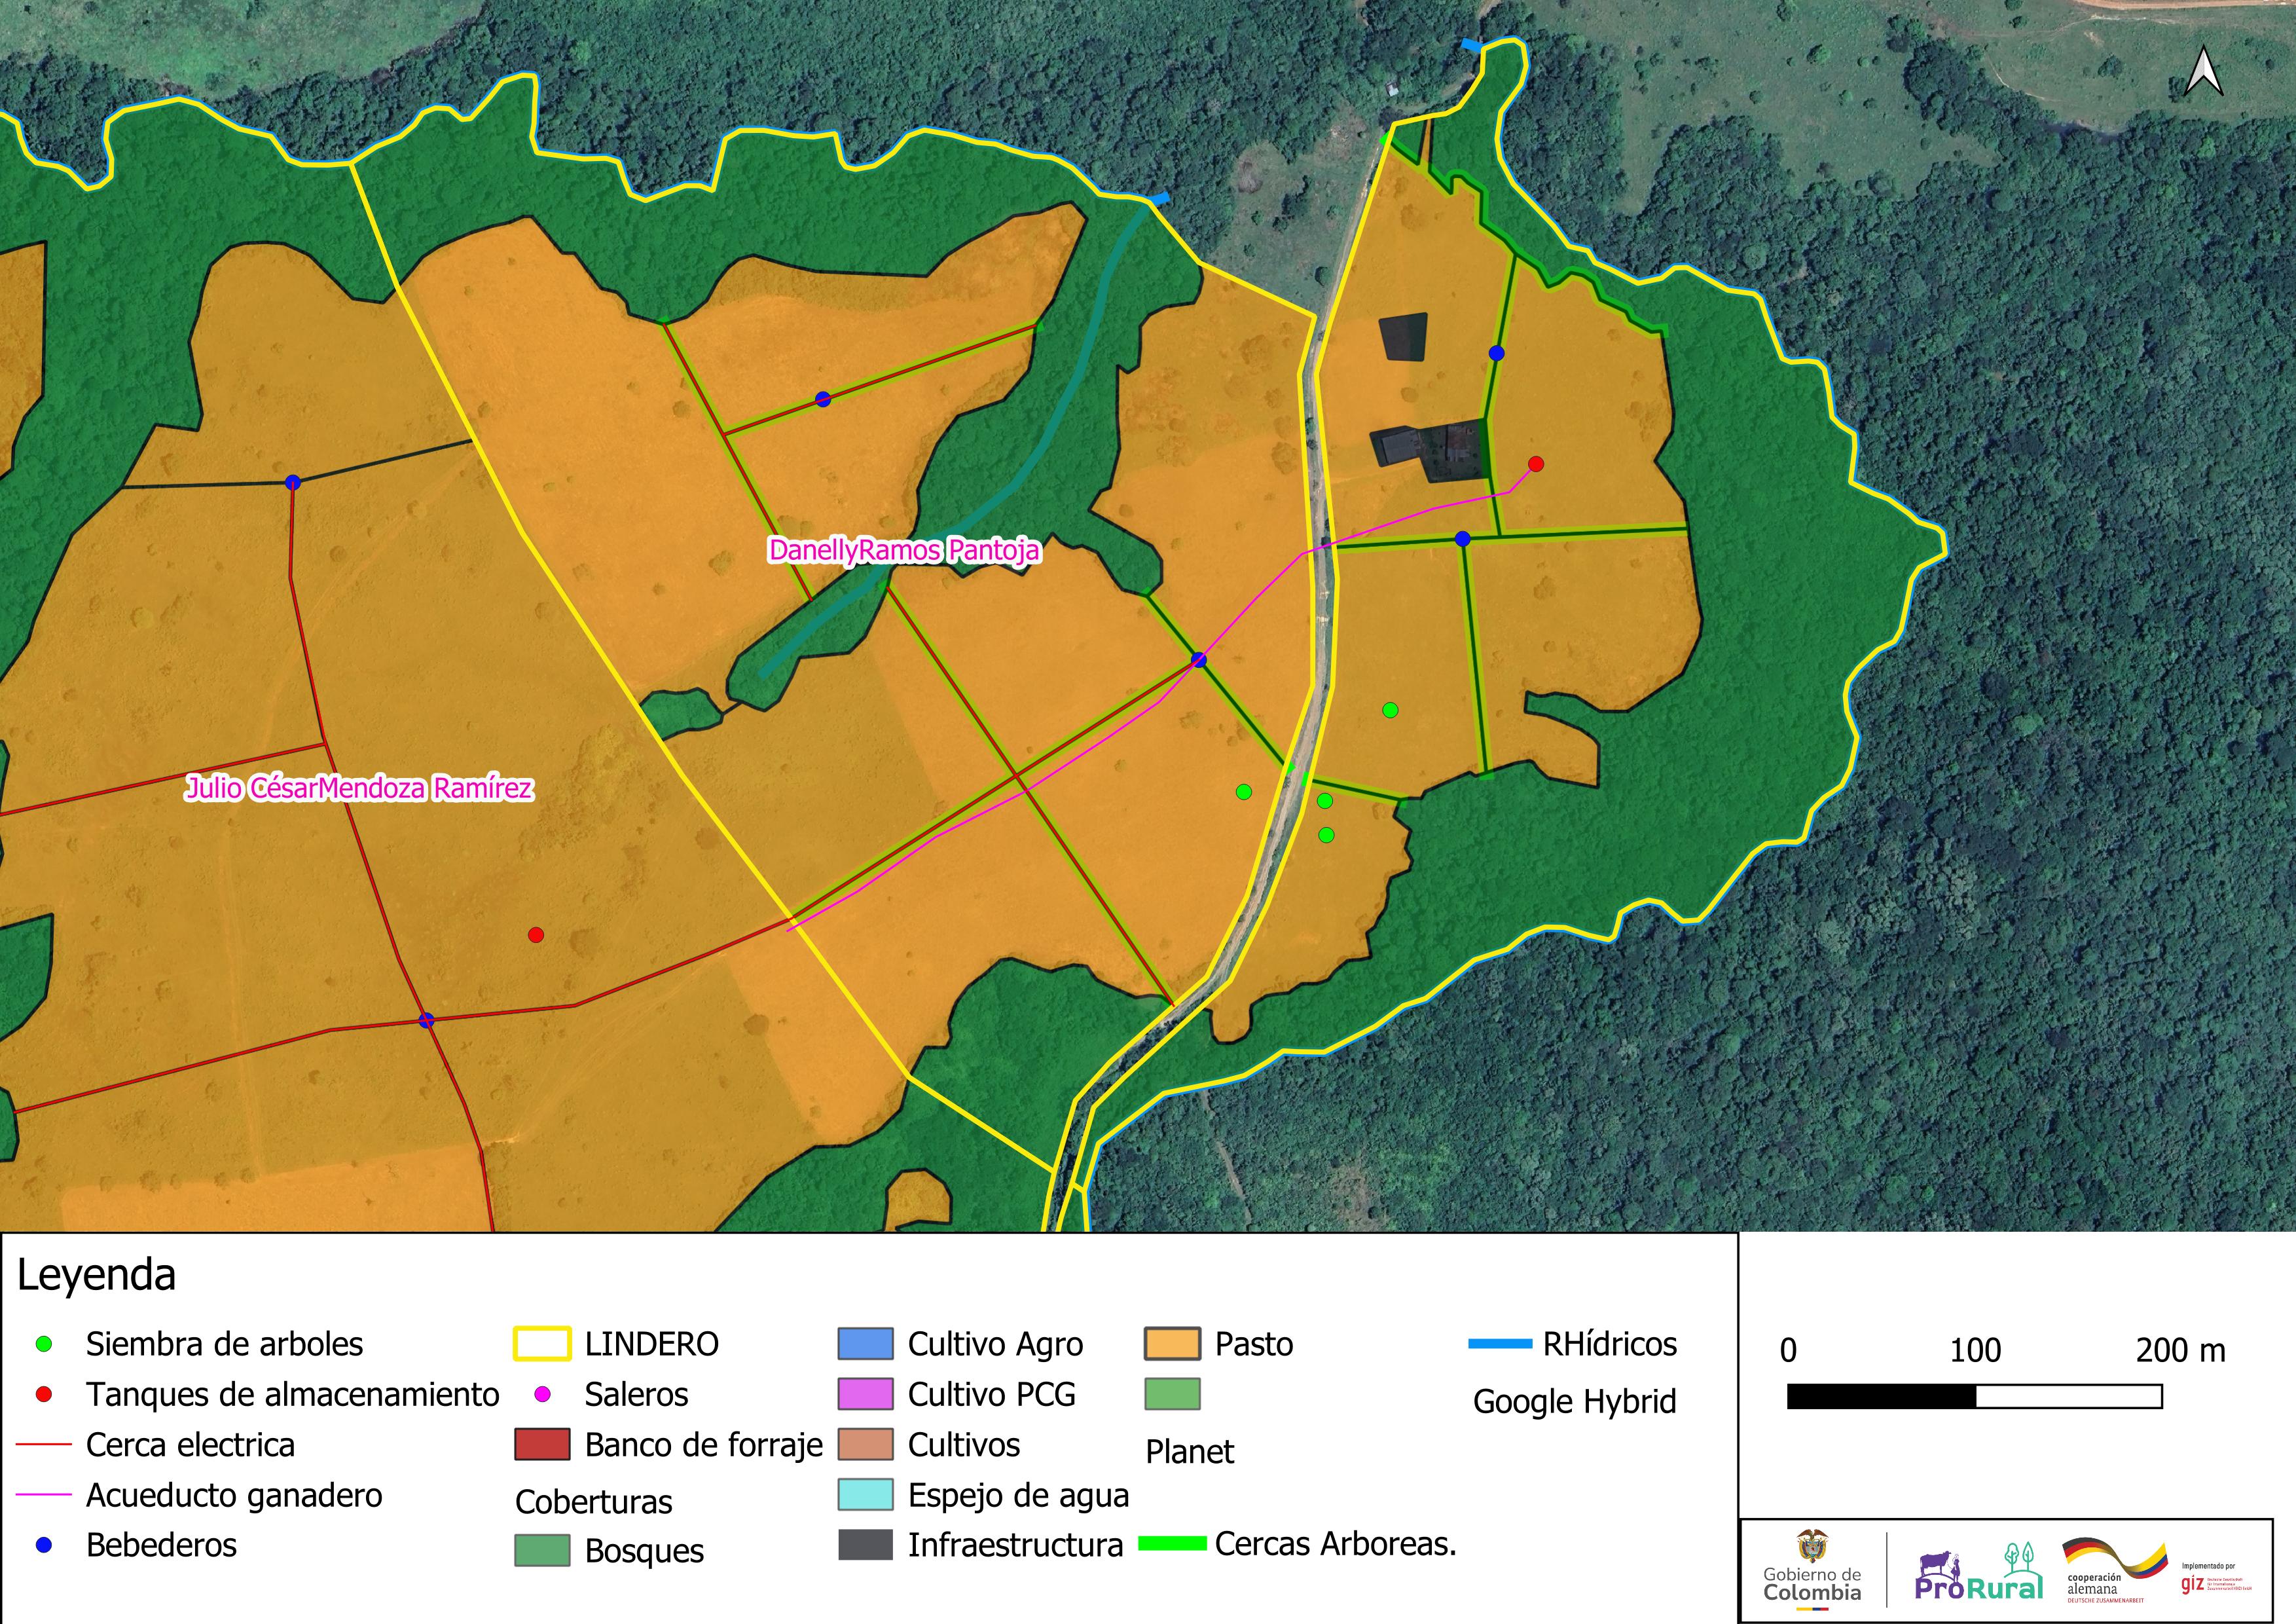 DanellyRamos Pantoja
Julio CésarMendoza Ramírez
Leyenda
Siembra de arboles
Tanques de almacenamiento
Cerca electrica
Acueducto ganadero
Bebederos
LINDERO
Saleros
Banco de forraje
Coberturas
Bosques
Cultivo Agro
Cultivo PCG
Cultivos
Espejo de agua
Infraestructura
Pasto
Planet
Cercas Arboreas.
RHídricos
Google Hybrid
0 100 200 m
Gobierno de
Colombia
ProRural
cooperación
alemana
DEUTSCHE ZUSAMMENARBEIT
Implementado por
giz